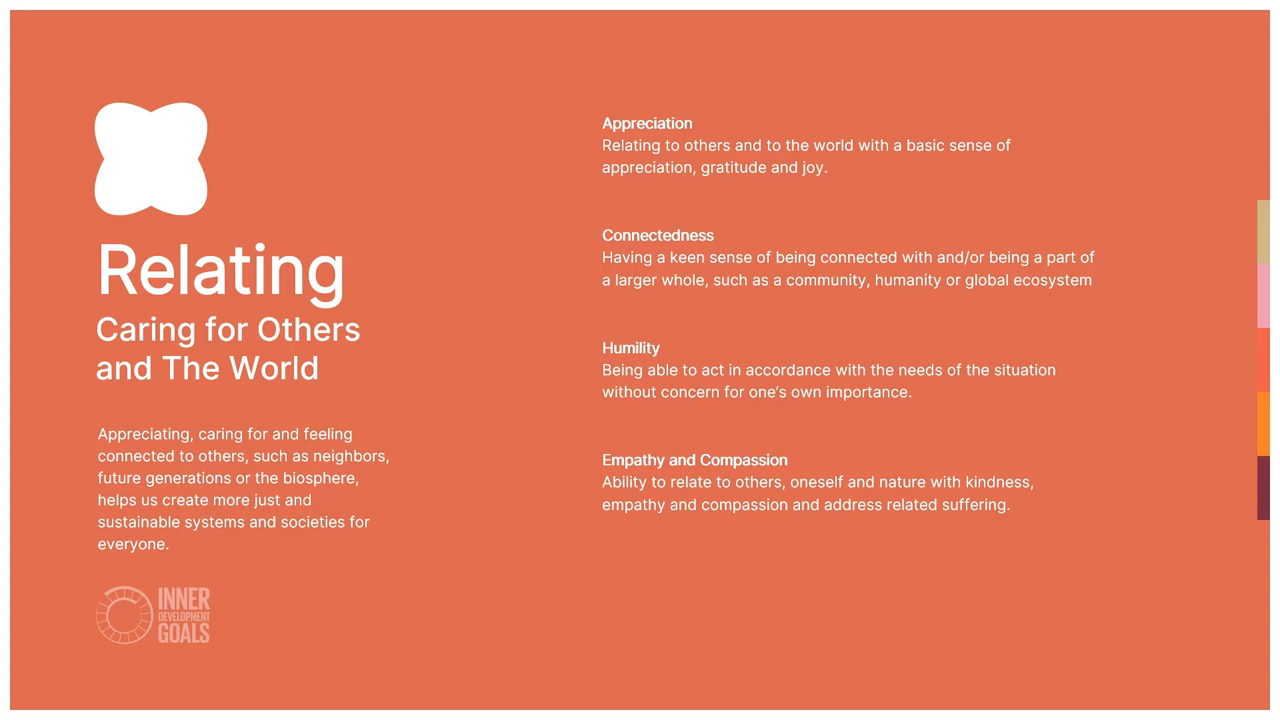 Relating
Caring for Others
and The World
Appreciating, caring for and feeling
connected to others, such as neighbors,
future generations or the biosphere,
helps us create more just and
sustainable systems and societies for
everyone.
INNER
DEVELOPMENT
GOALS
Appreciation
Relating to others and to the world with a basic sense of
appreciation, gratitude and joy.
Connectedness
Having a keen sense of being connected with and/or being a part of
a larger whole, such as a community, humanity or global ecosystem
Humility
Being able to act in accordance with the needs of the situation
without concern for one’s own importance.
Empathy and Compassion
Ability to relate to others, oneself and nature with kindness,
empathy and compassion and address related suffering.